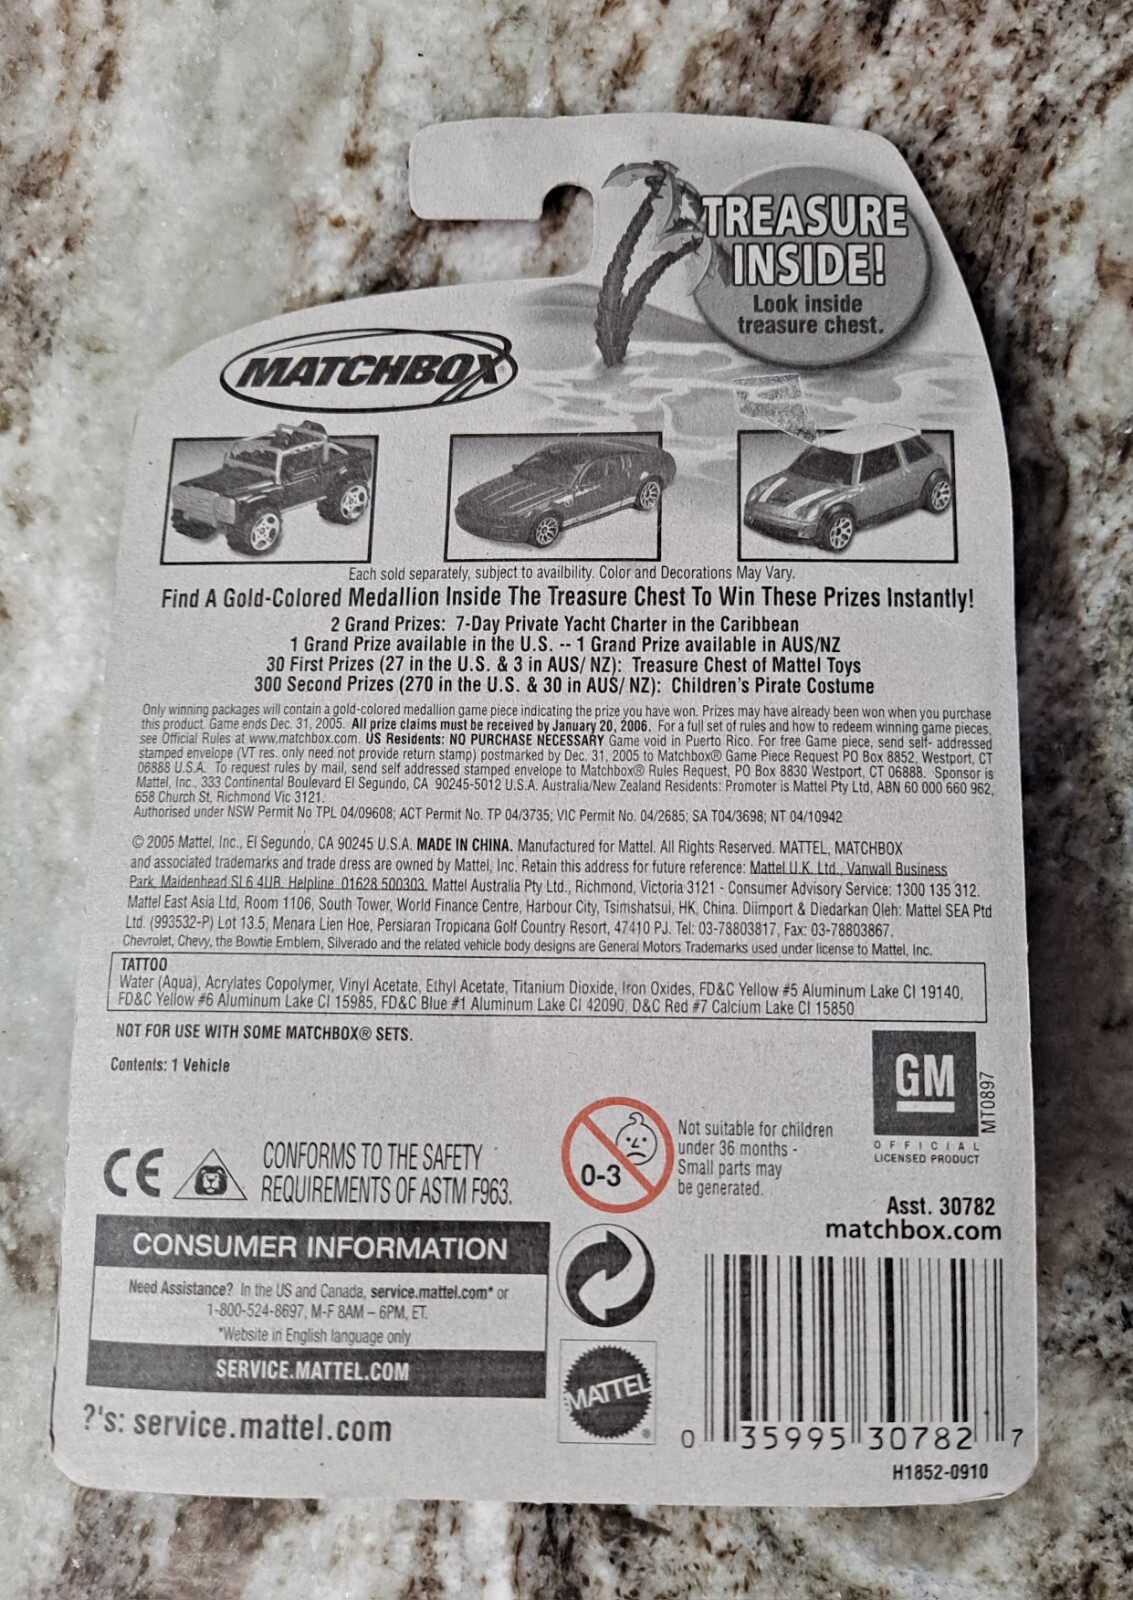 TREASURE
INSIDE!
Look inside
treasure chest.
MATCHBOX
Each sold separately, subject to availbility. Color and Decorations May Vary.
Find A Gold-Colored Medallion Inside The Treasure Chest To Win These Prizes Instantly!
2 Grand Prizes: 7-Day Private Yacht Charter in the Caribbean
1 Grand Prize available in the U.S. -- 1 Grand Prize available in AUS/NZ
30 First Prizes (27 in the U.S. & 3 in AUS/ NZ): Treasure Chest of Mattel Toys
300 Second Prizes (270 in the U.S. & 30 in AUS/ NZ): Children's Pirate Costume
Only winning packages will contain a gold-colored medallion game piece indicating the prize you have won. Prizes may have already been won when you purchase
this product. Game ends Dec. 31, 2005. All prize claims must be received by January 20, 2006. For a full set of rules and how to redeem winning game pieces,
see Official Rules at www.matchbox.com. US Residents: NO PURCHASE NECESSARY. Game void in Puerto Rico. For free Game piece, send self- addressed
stamped envelope (VT res. only need not provide return stamp) postmarked by Dec. 31, 2005 to Matchbox® Game Piece Request PO Box 8852, Westport, CT
06888 U.S.A. To request rules by mail, send self addressed stamped envelope to Matchbox® Rules Request, PO Box 8830 Westport, CT 06888. Sponsor is
Mattel, Inc., 333 Continental Boulevard El Segundo, CA 90245-5012 U.S.A. Australia/New Zealand Residents: Promoter is Mattel Pty Ltd, ABN 60 000 660 962,
658 Church St, Richmond Vic 3121.
Authorised under NSW Permit No TPL 04/09608; ACT Permit No. TP 04/3735; VIC Permit No. 04/2685; SA T04/3698; NT 04/10942
© 2005 Mattel, Inc., El Segundo, CA 90245 U.S.A. MADE IN CHINA. Manufactured for Mattel. All Rights Reserved. MATTEL, MATCHBOX
and associated trademarks and trade dress are owned by Mattel, Inc. Retain this address for future reference: Mattel U.K. Ltd., Vanwall Business
Park, Maidenhead SL6 4UB. Helpline 01628 500303. Mattel Australia Pty Ltd., Richmond, Victoria 3121 - Consumer Advisory Service: 1300 135 312.
Mattel East Asia Ltd, Room 1106, South Tower, World Finance Centre, Harbour City, Tsimshatsui, HK, China. Diimport & Diedarkan Oleh: Mattel SEA Ptd
Ltd. (993532-P) Lot 13.5, Menara Lien Hoe, Persiaran Tropicana Golf Country Resort, 47410 PJ. Tel: 03-78803817, Fax: 03-78803867.
Chevrolet, Chevy, the Bowtie Emblem, Silverado and the related vehicle body designs are General Motors Trademarks used under license to Mattel, Inc.
TATTOO
Water (Aqua), Acrylates Copolymer, Vinyl Acetate, Ethyl Acetate, Titanium Dioxide, Iron Oxides, FD&C Yellow #5 Aluminum Lake CI 19140,
FD&C Yellow #6 Aluminum Lake CI 15985, FD&C Blue #1 Aluminum Lake CI 42090, D&C Red #7 Calcium Lake CI 15850
NOT FOR USE WITH SOME MATCHBOX® SETS.
Contents: 1 Vehicle
GM
MT0897
OFFICIAL
LICENSED PRODUCT
CE
CONFORMS TO THE SAFETY
REQUIREMENTS OF ASTM F963.
0-3
Not suitable for children
under 36 months -
Small parts may
be generated.
Asst. 30782
matchbox.com
CONSUMER INFORMATION
Need Assistance? In the US and Canada, service.mattel.com* or
1-800-524-8697, M-F 8AM – 6PM, ET.
*Website in English language only
SERVICE.MATTEL.COM
?'s: service.mattel.com
MATTEL
®
0 35995 30782 7
H1852-0910